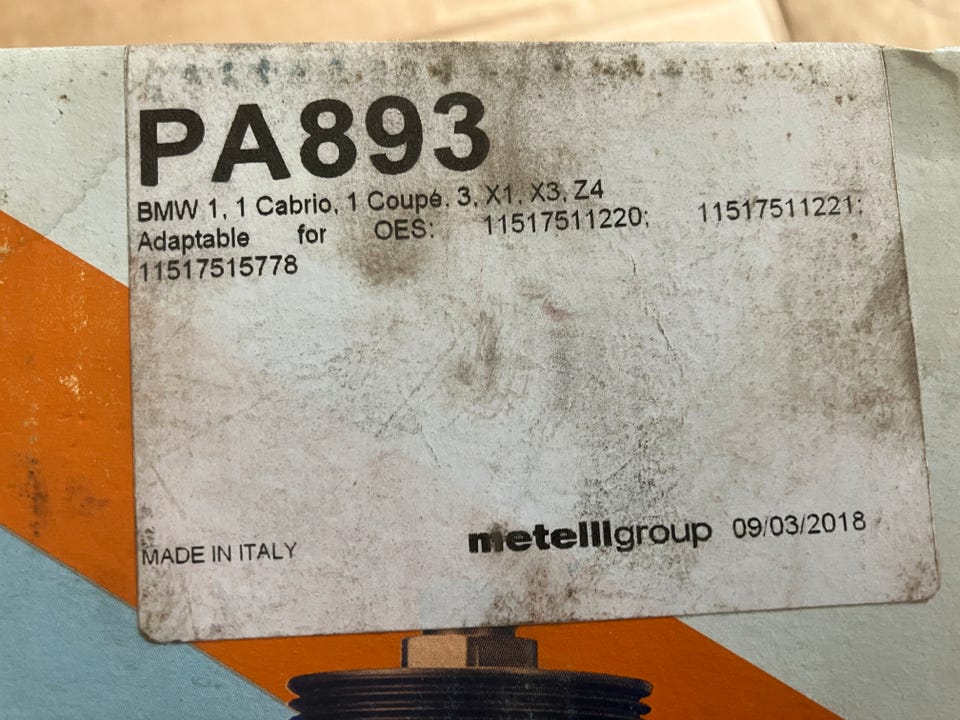 PA893
BMW 1, 1 Cabrio, 1 Coupé, 3, X1, X3, Z4
Adaptable for OES: 11517511220; 11517511221;
11517515778
MADE IN ITALY
metelligroup 09/03/2018